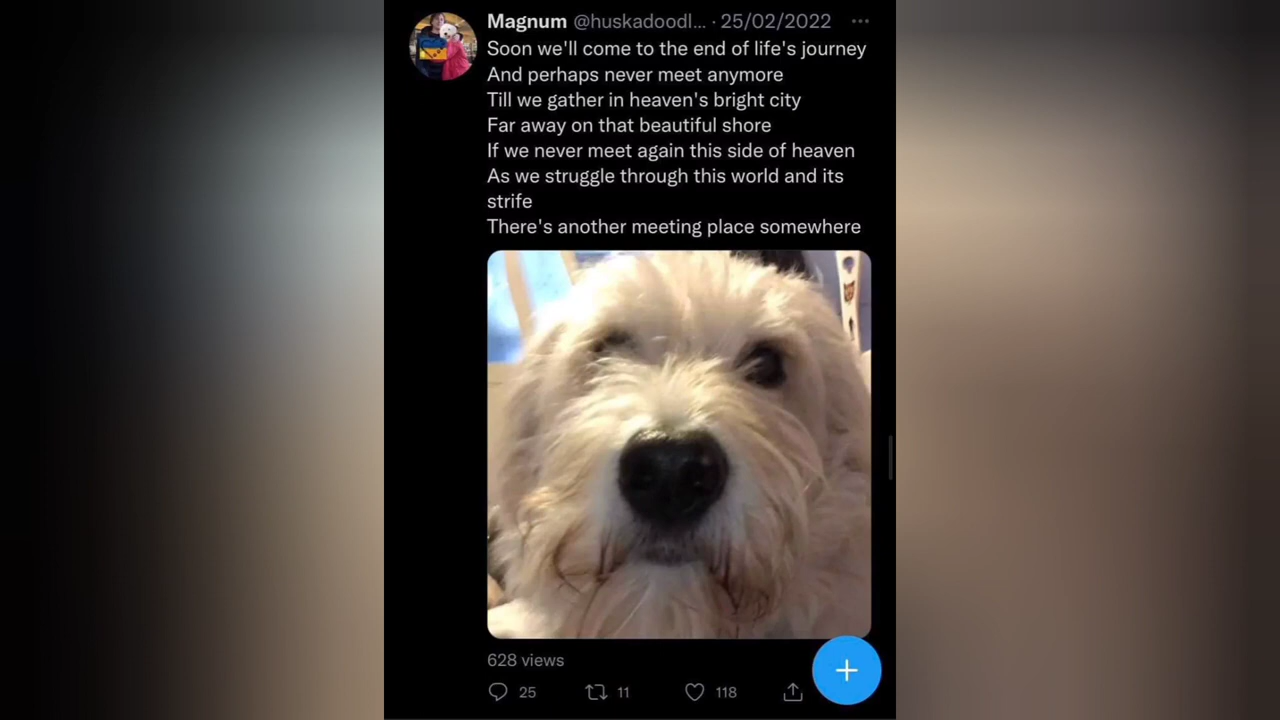 Magnum @huskadoodl... · 25/02/2022 ...
Soon we'll come to the end of life's journey
And perhaps never meet anymore
Till we gather in heaven's bright city
Far away on that beautiful shore
If we never meet again this side of heaven
As we struggle through this world and its
strife
There's another meeting place somewhere
628 views
25 11 118